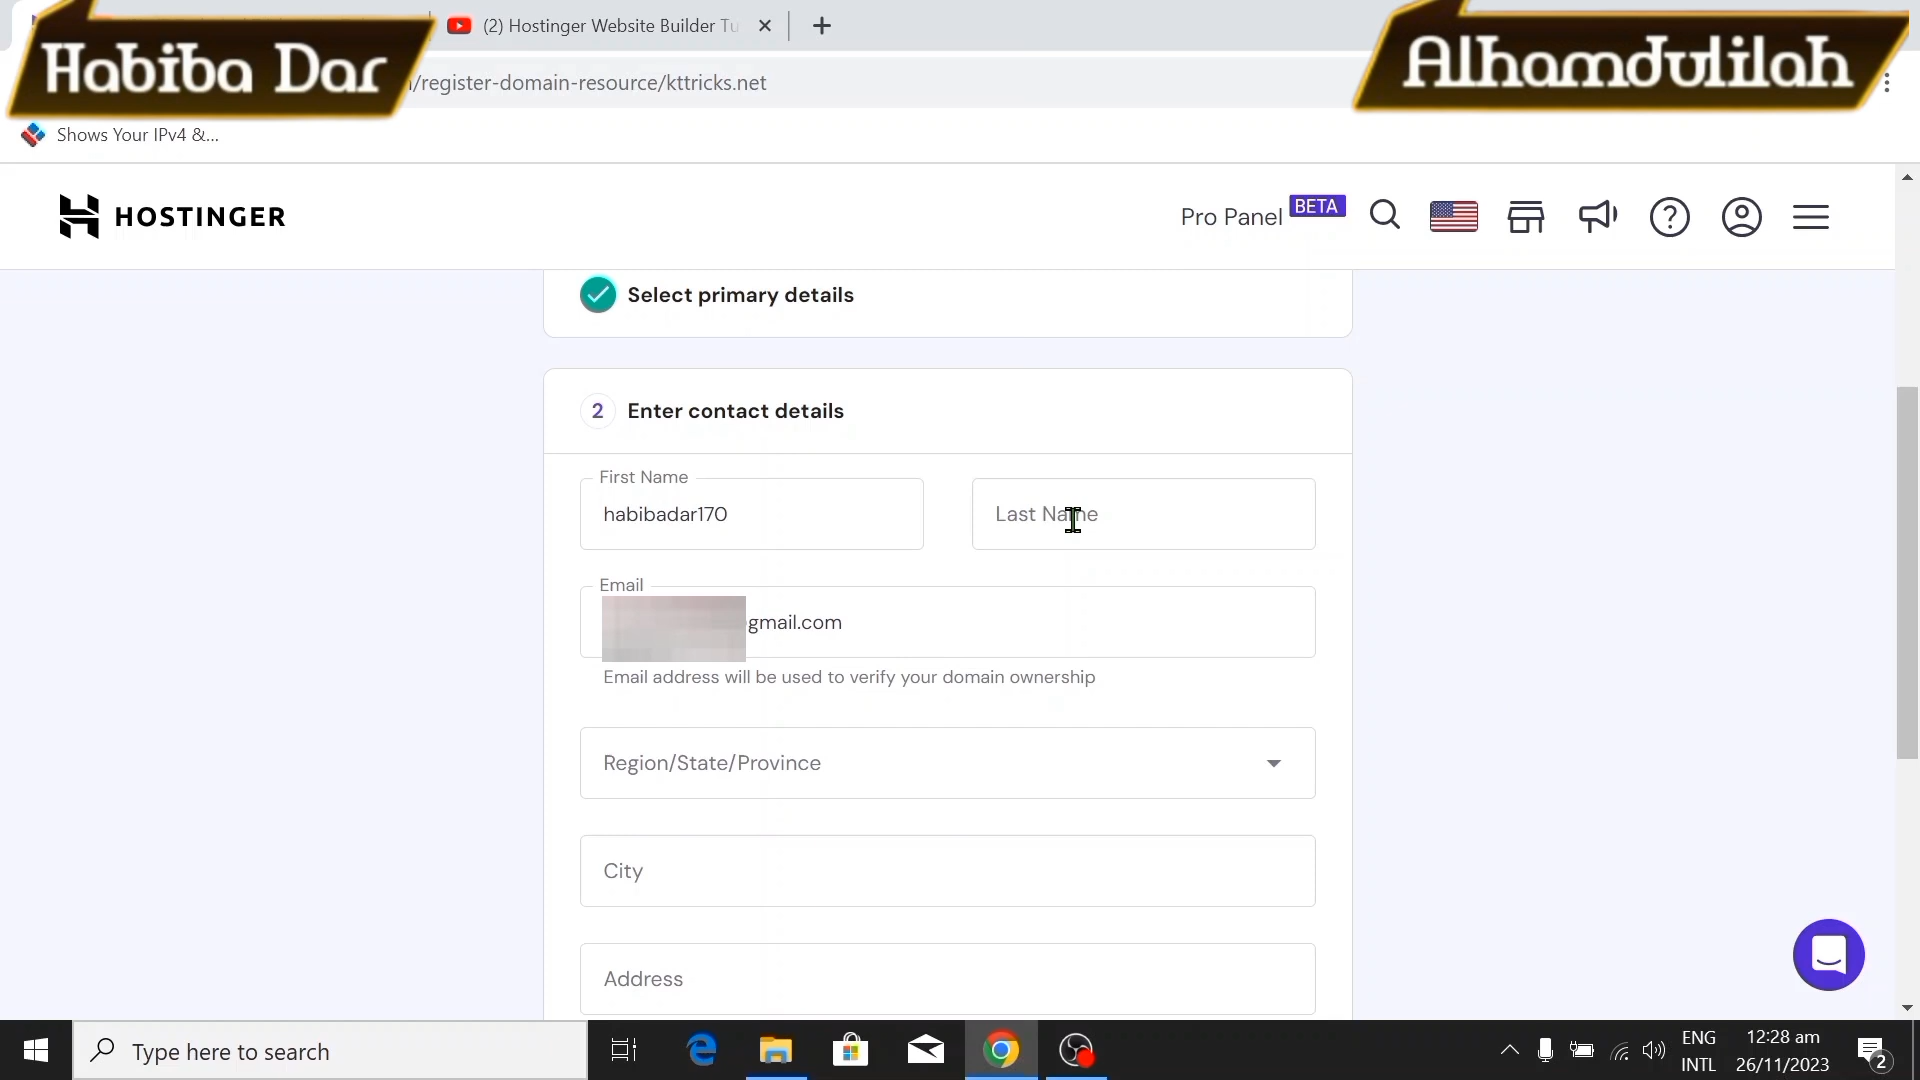 Habiba Dar
Alhamdulilah
(2) Hostinger Website Builder Tu
/register-domain-resource/kttricks.net
Shows Your IPv4 &...
HOSTINGER
Pro Panel BETA
Select primary details
2 Enter contact details
First Name
habibadar170
Last Name
Email
gmail.com
Email address will be used to verify your domain ownership
Region/State/Province
City
Address
Type here to search
ENG
INTL
12:28 am
26/11/2023
2